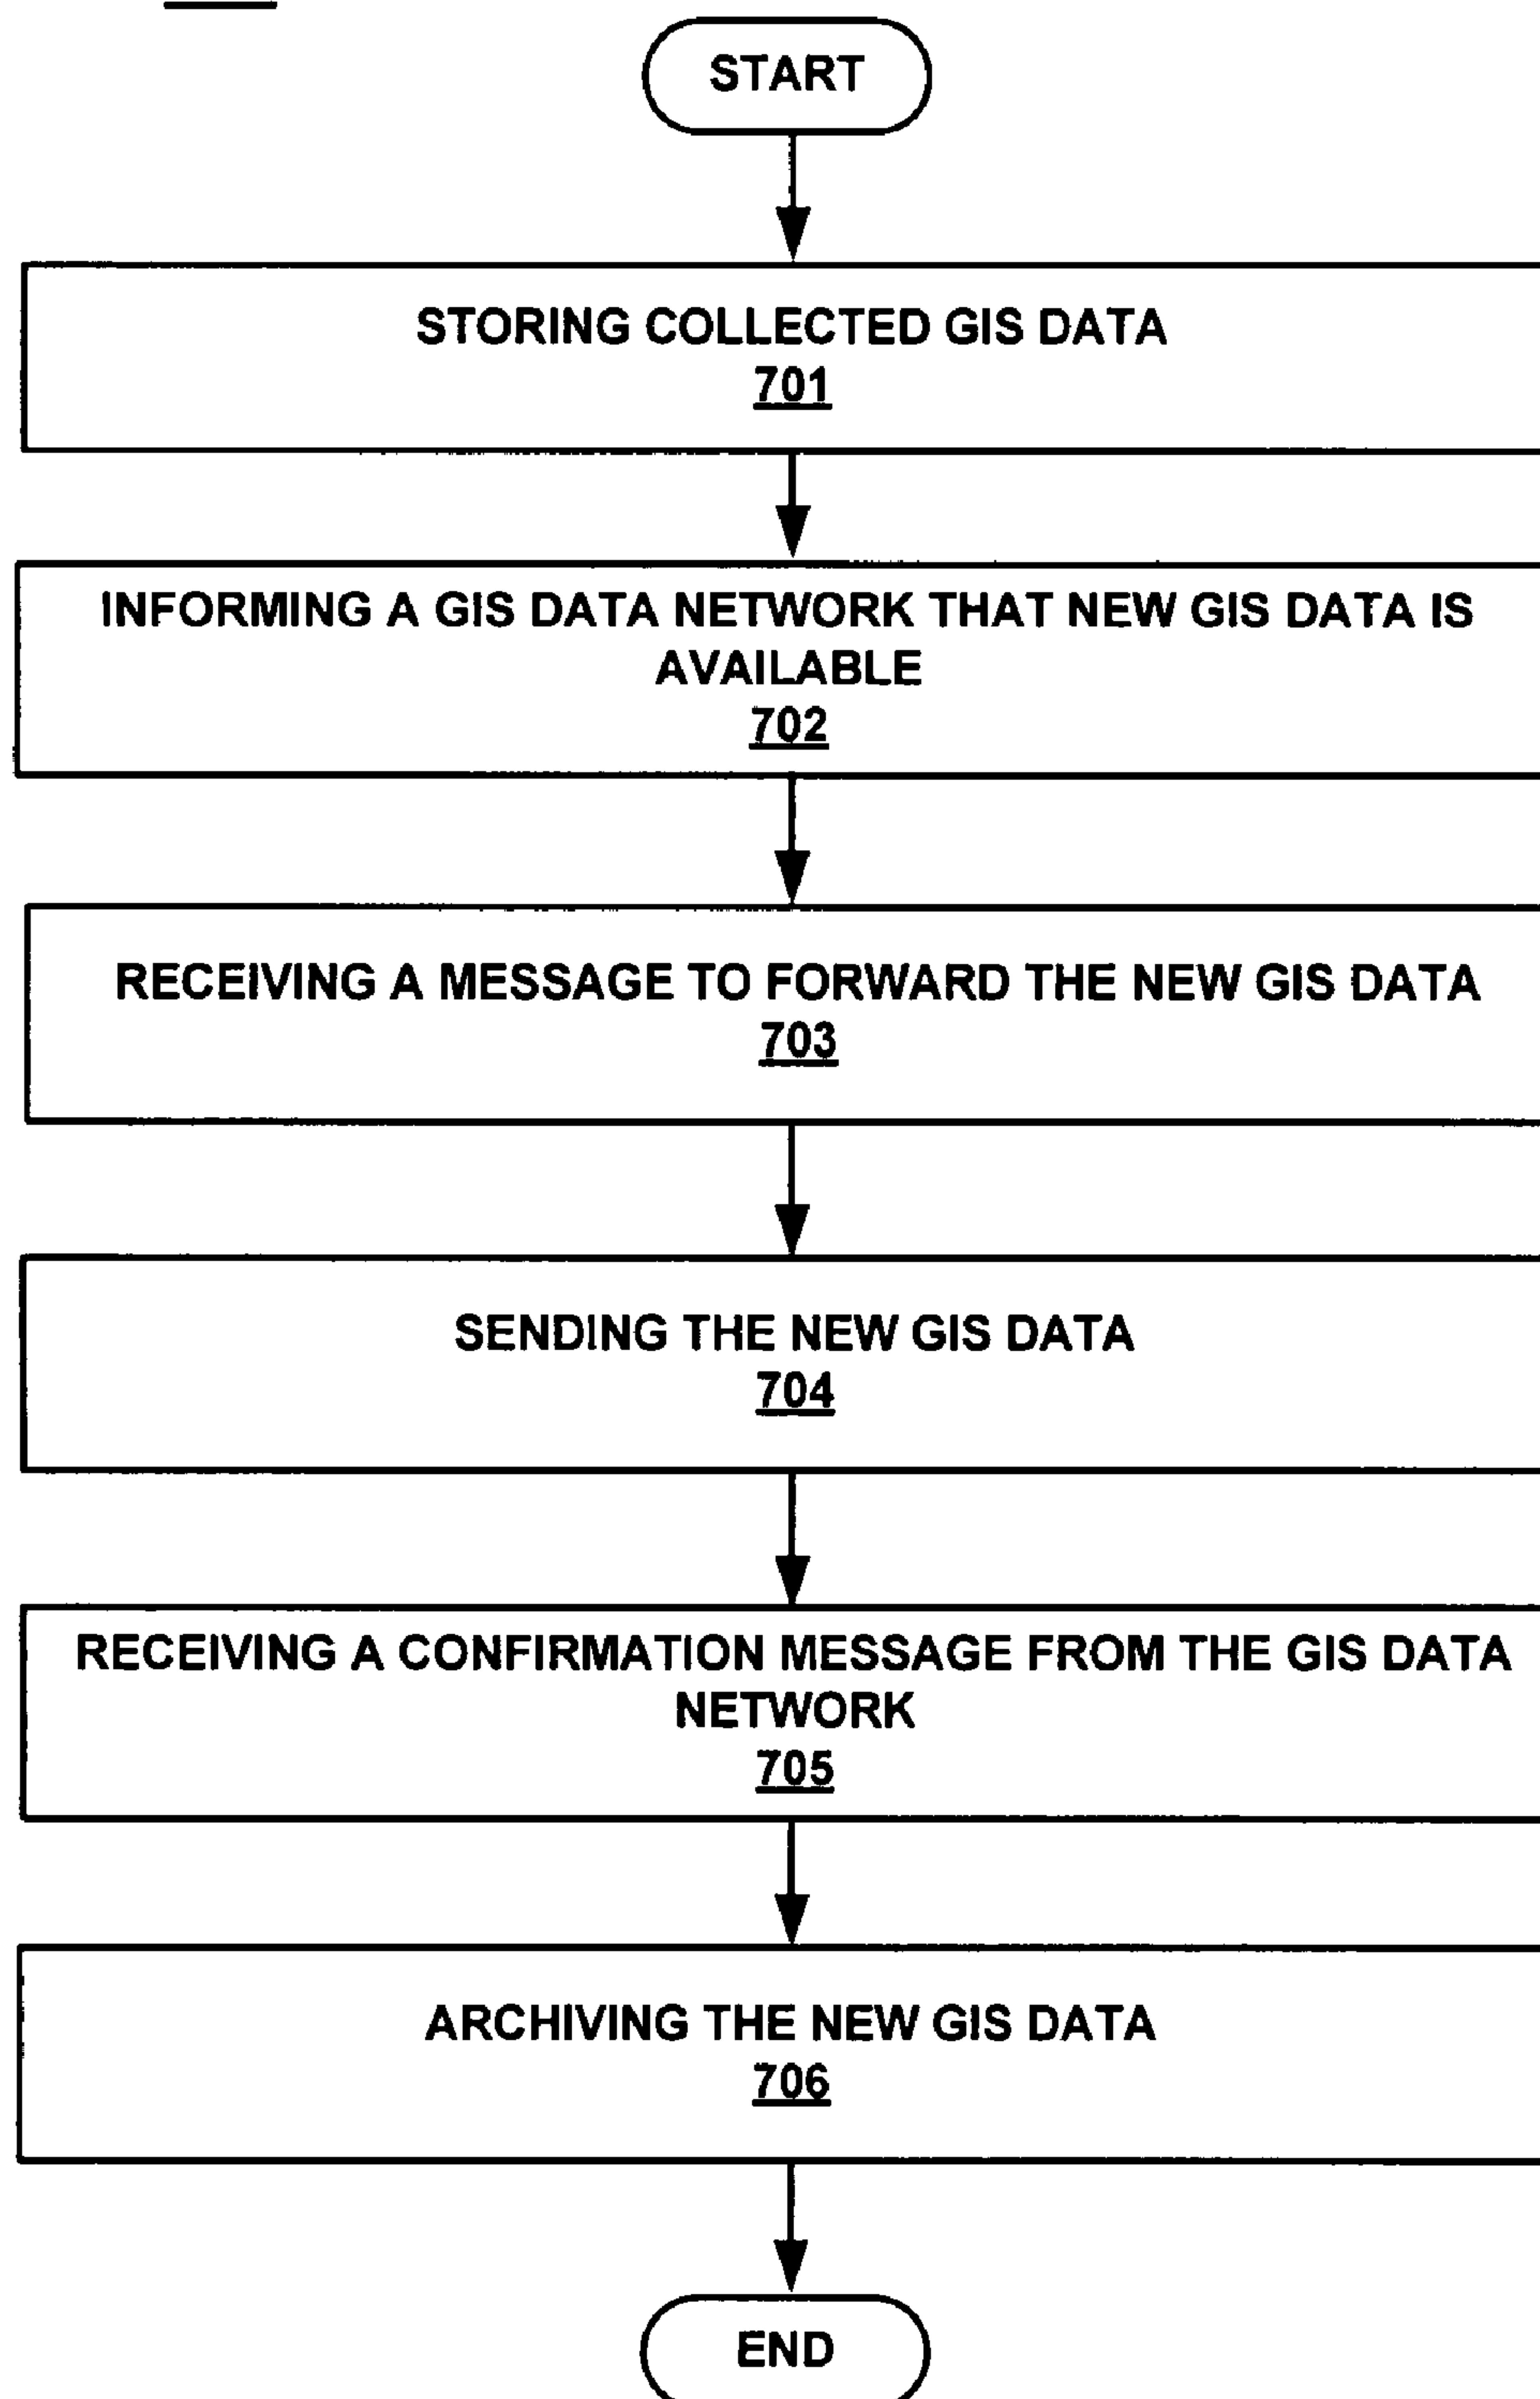 START
STORING COLLECTED GIS DATA
701
INFORMING A GIS DATA NETWORK THAT NEW GIS DATA IS
AVAILABLE
702
RECEIVING A MESSAGE TO FORWARD THE NEW GIS DATA
703
SENDING THE NEW GIS DATA
704
RECEIVING A CONFIRMATION MESSAGE FROM THE GIS DATA
NETWORK
705
ARCHIVING THE NEW GIS DATA
706
END